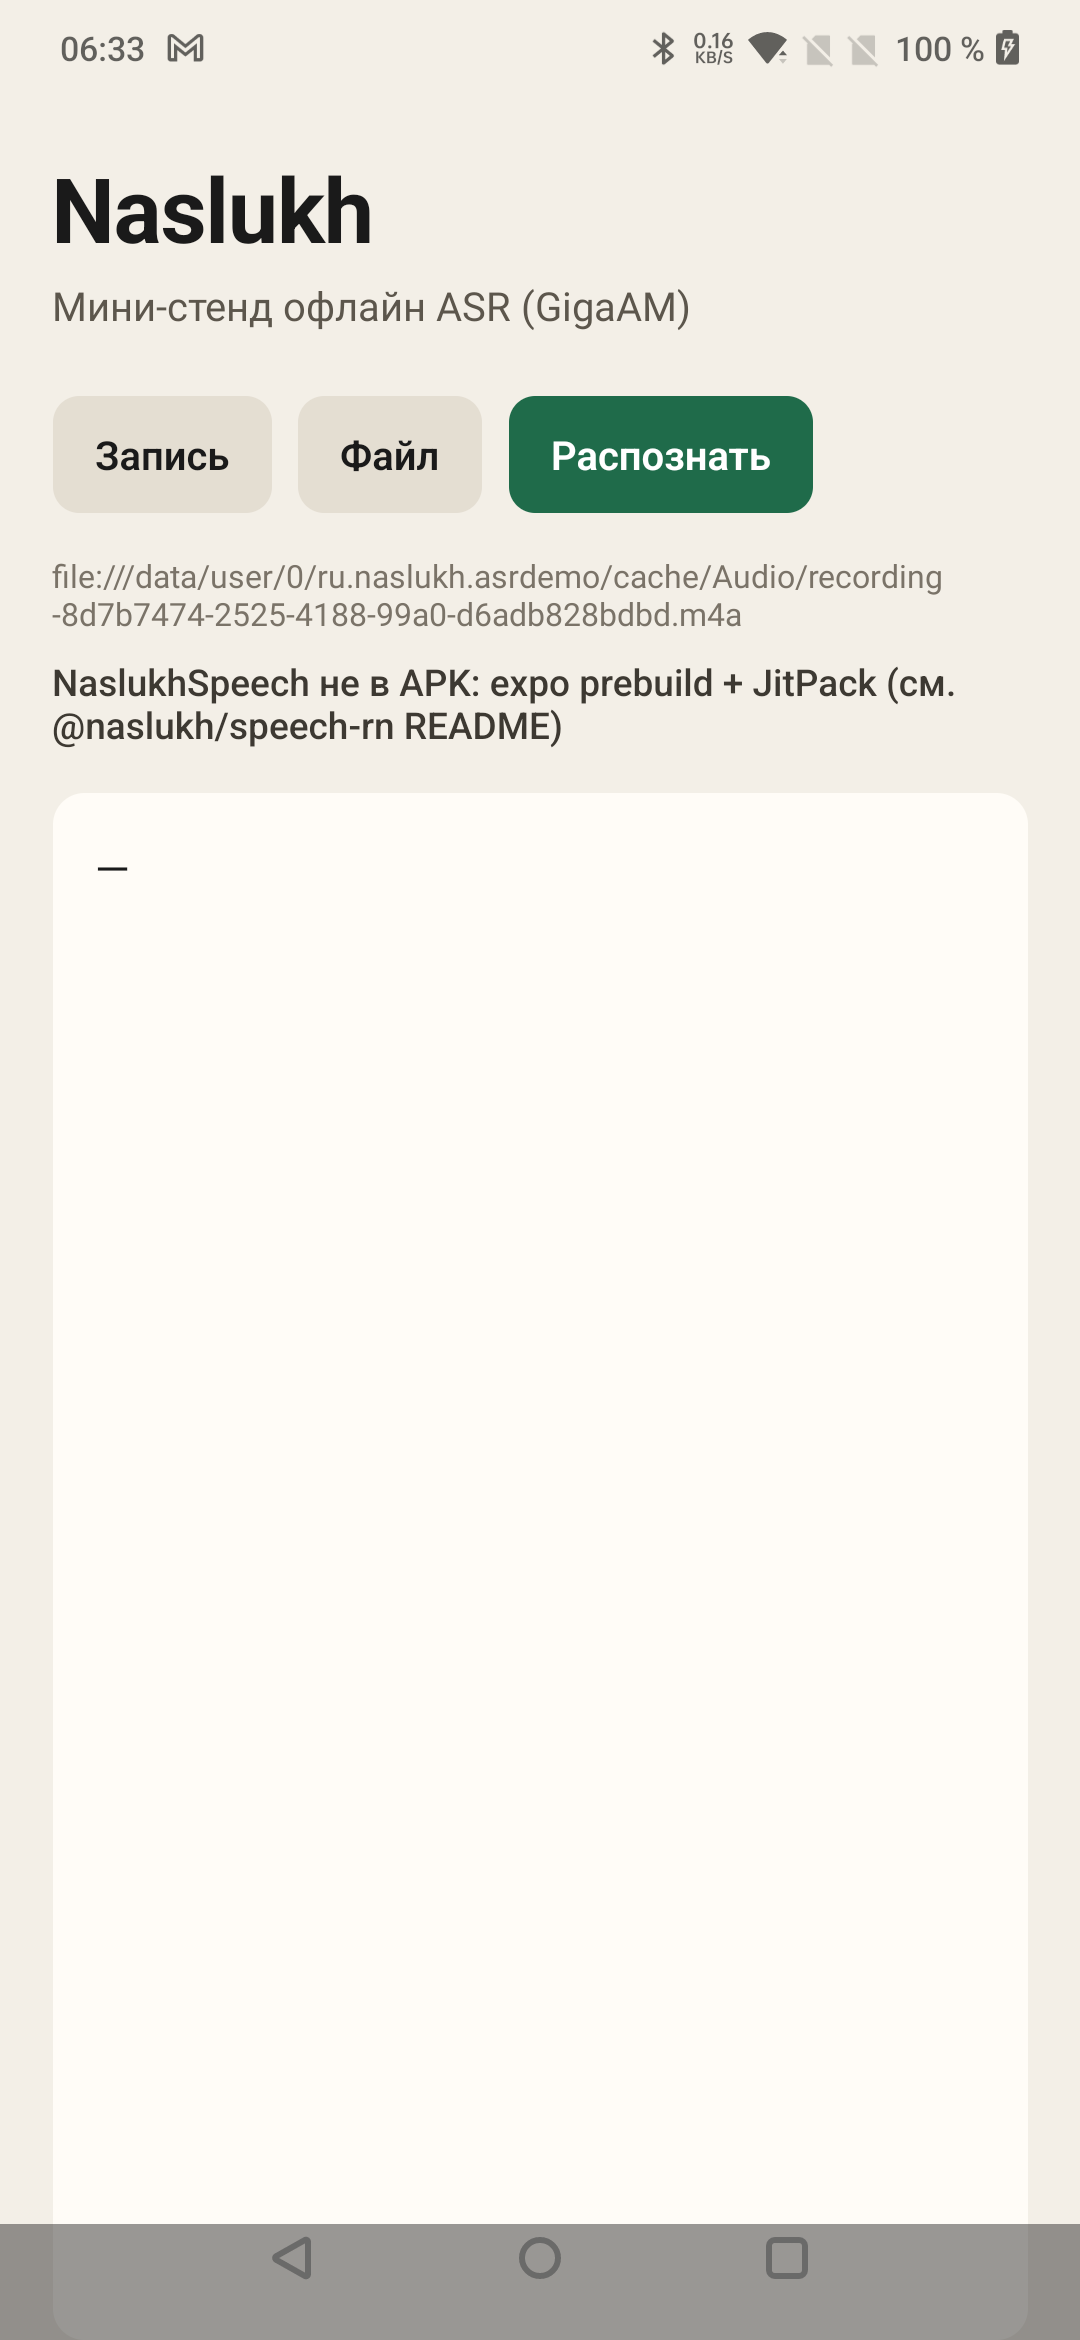 06:33
0.16 KB/S
100 %
Naslukh
Мини-стенд офлайн ASR (GigaAM)
Запись
Файл
Распознать
file:///data/user/0/ru.naslukh.asrdemo/cache/Audio/recording
-8d7b7474-2525-4188-99a0-d6adb828bdbd.m4a
NaslukhSpeech не в APK: expo prebuild + JitPack (см.
@naslukh/speech-rn README)
—